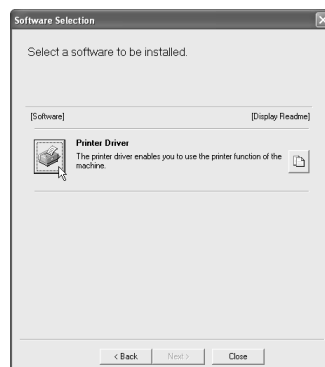 Software Selection
Select a software to be installed.
[Software] [Display Readme]
Printer Driver
The printer driver enables you to use the printer function of the
machine.
< Back Next > Close